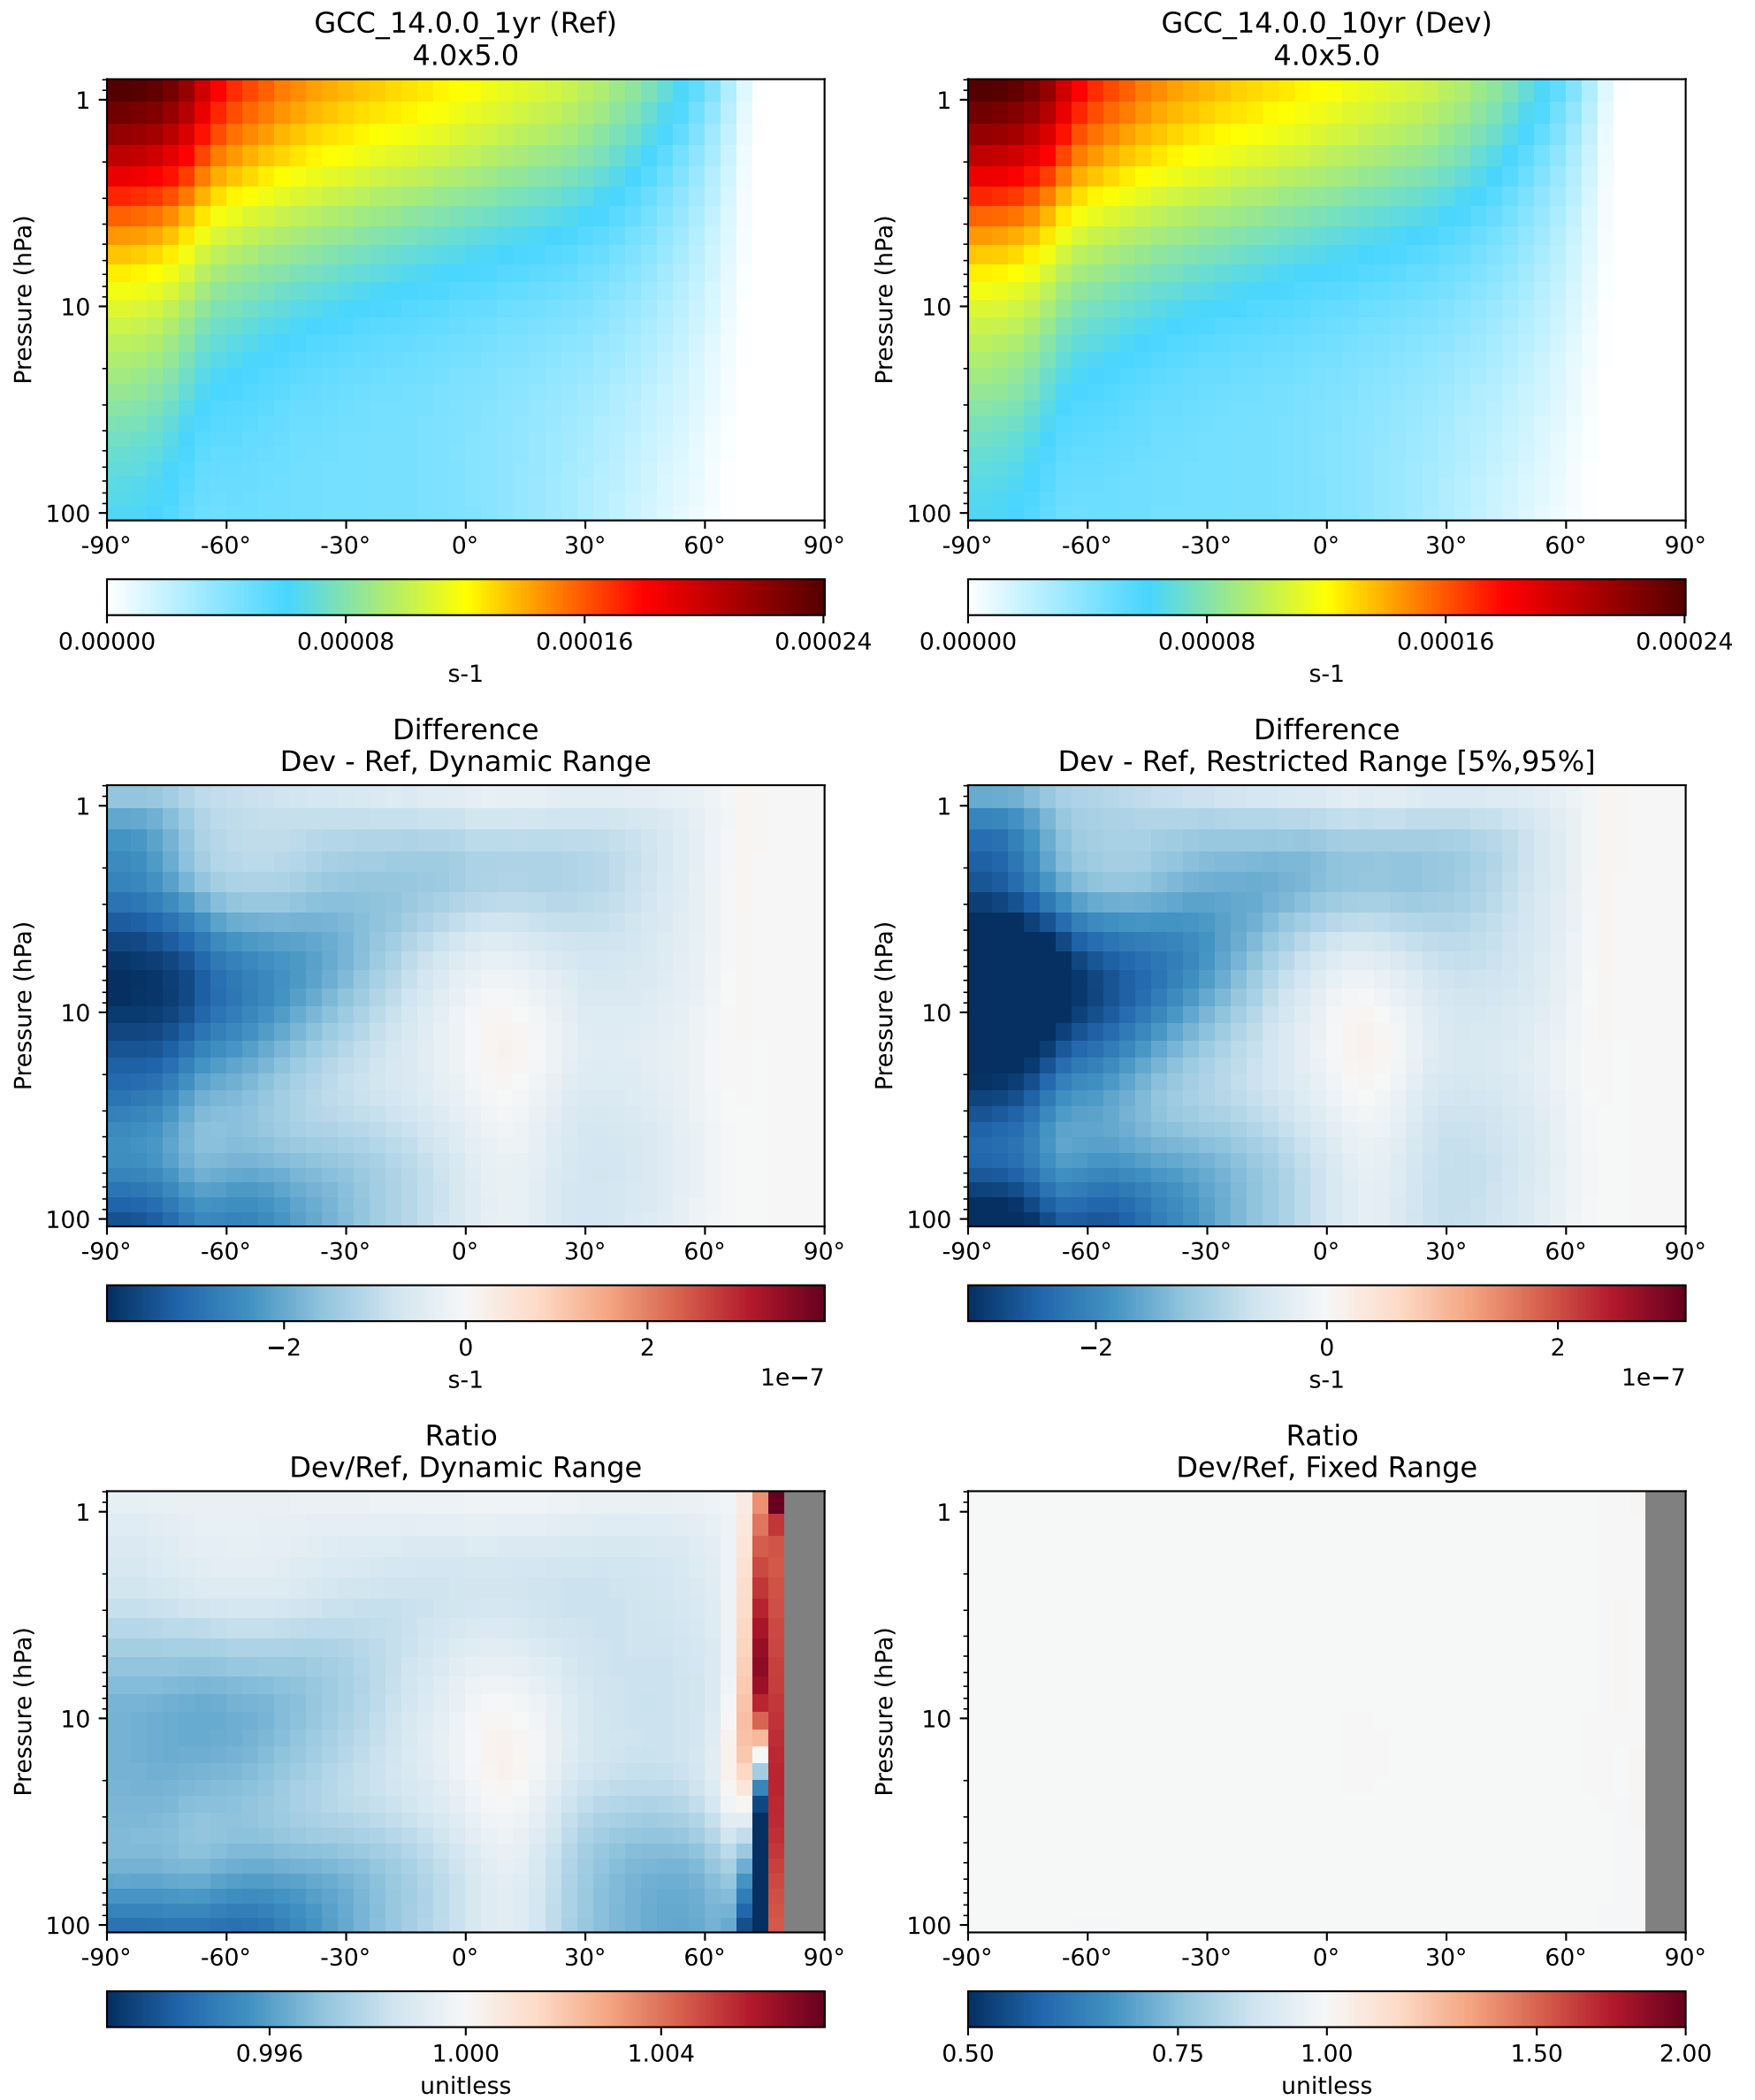 GCC_14.0.0_1yr (Ref)
4.0x5.0
Pressure (hPa)
1
10
100
-90° -60° -30° 0° 30° 60° 90°
0.00000 0.00008 0.00016 0.00024
s-1
GCC_14.0.0_10yr (Dev)
4.0x5.0
Pressure (hPa)
1
10
100
-90° -60° -30° 0° 30° 60° 90°
0.00000 0.00008 0.00016 0.00024
s-1
Difference
Dev - Ref, Dynamic Range
Pressure (hPa)
1
10
100
-90° -60° -30° 0° 30° 60° 90°
−2 0 2
1e−7
s-1
Difference
Dev - Ref, Restricted Range [5%,95%]
Pressure (hPa)
1
10
100
-90° -60° -30° 0° 30° 60° 90°
−2 0 2
1e−7
s-1
Ratio
Dev/Ref, Dynamic Range
Pressure (hPa)
1
10
100
-90° -60° -30° 0° 30° 60° 90°
0.996 1.000 1.004
unitless
Ratio
Dev/Ref, Fixed Range
Pressure (hPa)
1
10
100
-90° -60° -30° 0° 30° 60° 90°
0.50 0.75 1.00 1.50 2.00
unitless